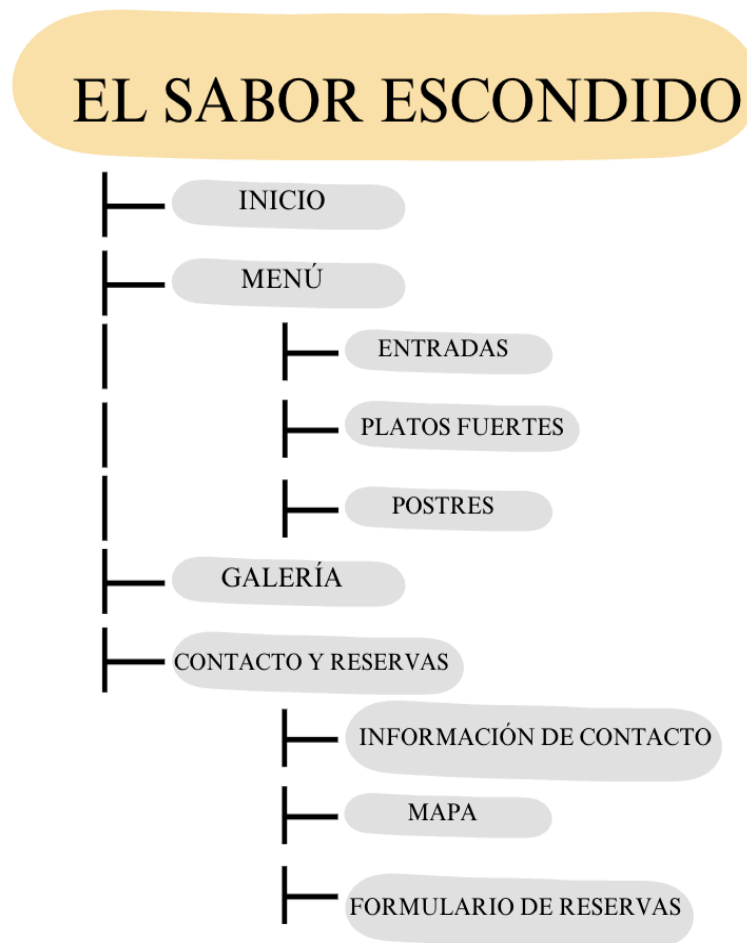 EL SABOR ESCONDIDO
INICIO
MENÚ
ENTRADAS
PLATOS FUERTES
POSTRES
GALERÍA
CONTACTO Y RESERVAS
INFORMACIÓN DE CONTACTO
MAPA
FORMULARIO DE RESERVAS